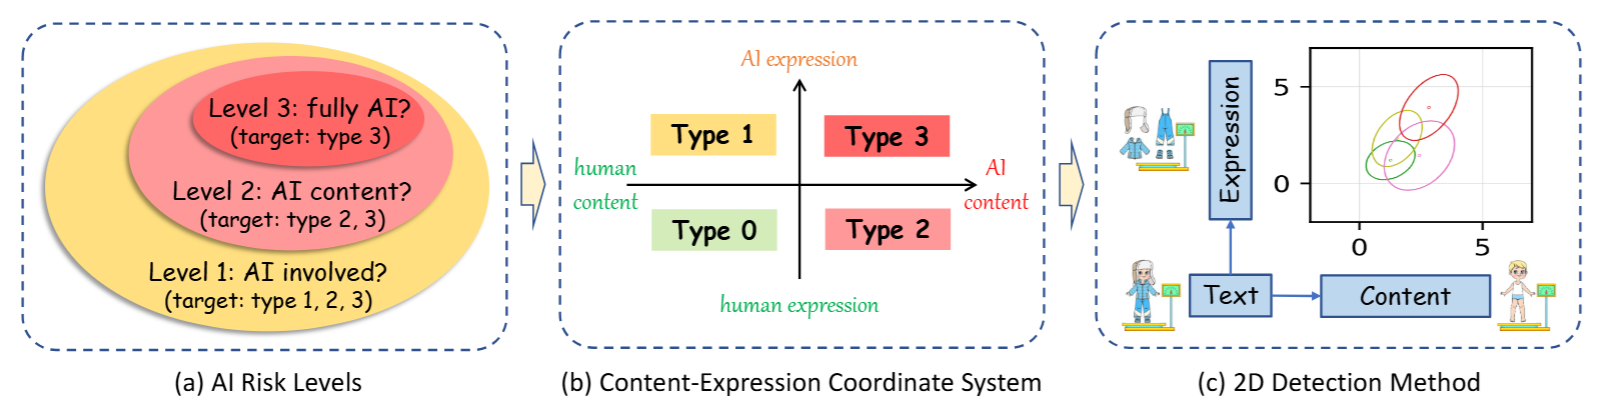 Level 3: fully AI?
(target: type 3)
Level 2: AI content?
(target: type 2, 3)
Level 1: AI involved?
(target: type 1, 2, 3)
(a) AI Risk Levels
AI expression
Type 1
Type 3
human
content
AI
content
Type 0
Type 2
human expression
(b) Content-Expression Coordinate System
Expression
5
0
0
5
Text
Content
(c) 2D Detection Method